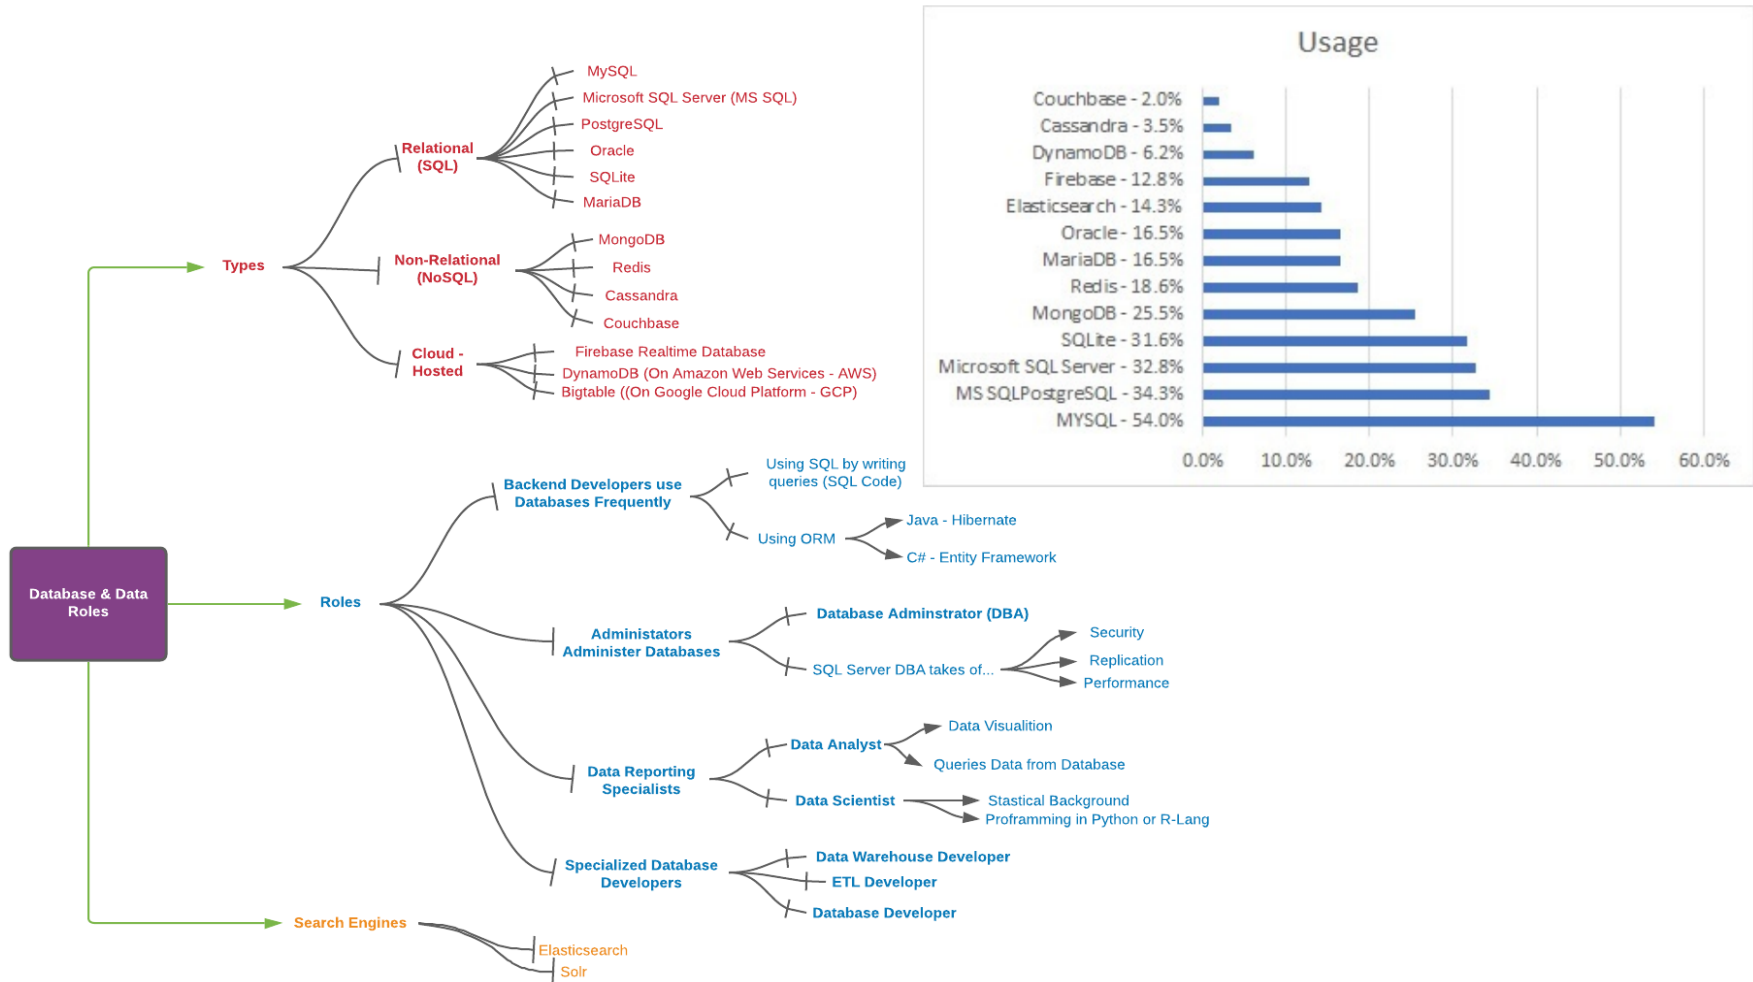 MySQL
Microsoft SQL Server (MS SQL)
PostgreSQL
Oracle
SQLite
MariaDB
Relational
(SQL)
MongoDB
Redis
Cassandra
Couchbase
Non-Relational
(NoSQL)
Types
Cloud -
Hosted
Firebase Realtime Database
DynamoDB (On Amazon Web Services - AWS)
Bigtable ((On Google Cloud Platform - GCP)
Usage
Couchbase - 2.0%
Cassandra - 3.5%
DynamoDB - 6.2%
Firebase - 12.8%
Elasticsearch - 14.3%
Oracle - 16.5%
MariaDB - 16.5%
Redis - 18.6%
MongoDB - 25.5%
SQLite - 31.6%
Microsoft SQL Server - 32.8%
MS SQLPostgreSQL - 34.3%
MYSQL - 54.0%
0.0% 10.0% 20.0% 30.0% 40.0% 50.0% 60.0%
Database & Data
Roles
Roles
Backend Developers use
Databases Frequently
Using SQL by writing
queries (SQL Code)
Using ORM
Java - Hibernate
C# - Entity Framework
Administators
Administer Databases
Database Adminstrator (DBA)
SQL Server DBA takes of...
Security
Replication
Performance
Data Reporting
Specialists
Data Analyst
Data Visualition
Queries Data from Database
Data Scientist
Stastical Background
Proframming in Python or R-Lang
Specialized Database
Developers
Data Warehouse Developer
ETL Developer
Database Developer
Search Engines
Elasticsearch
Solr